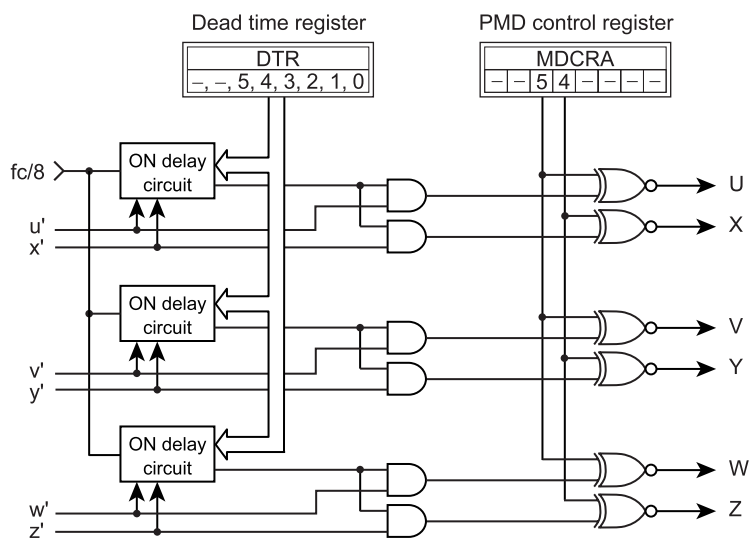 Dead time register
PMD control register
DTR
–, –, 5, 4, 3, 2, 1, 0
MDCRA
– – 5 4 – – – –
fc/8
ON delay
circuit
u'
x'
U
X
ON delay
circuit
v'
y'
V
Y
ON delay
circuit
w'
z'
W
Z